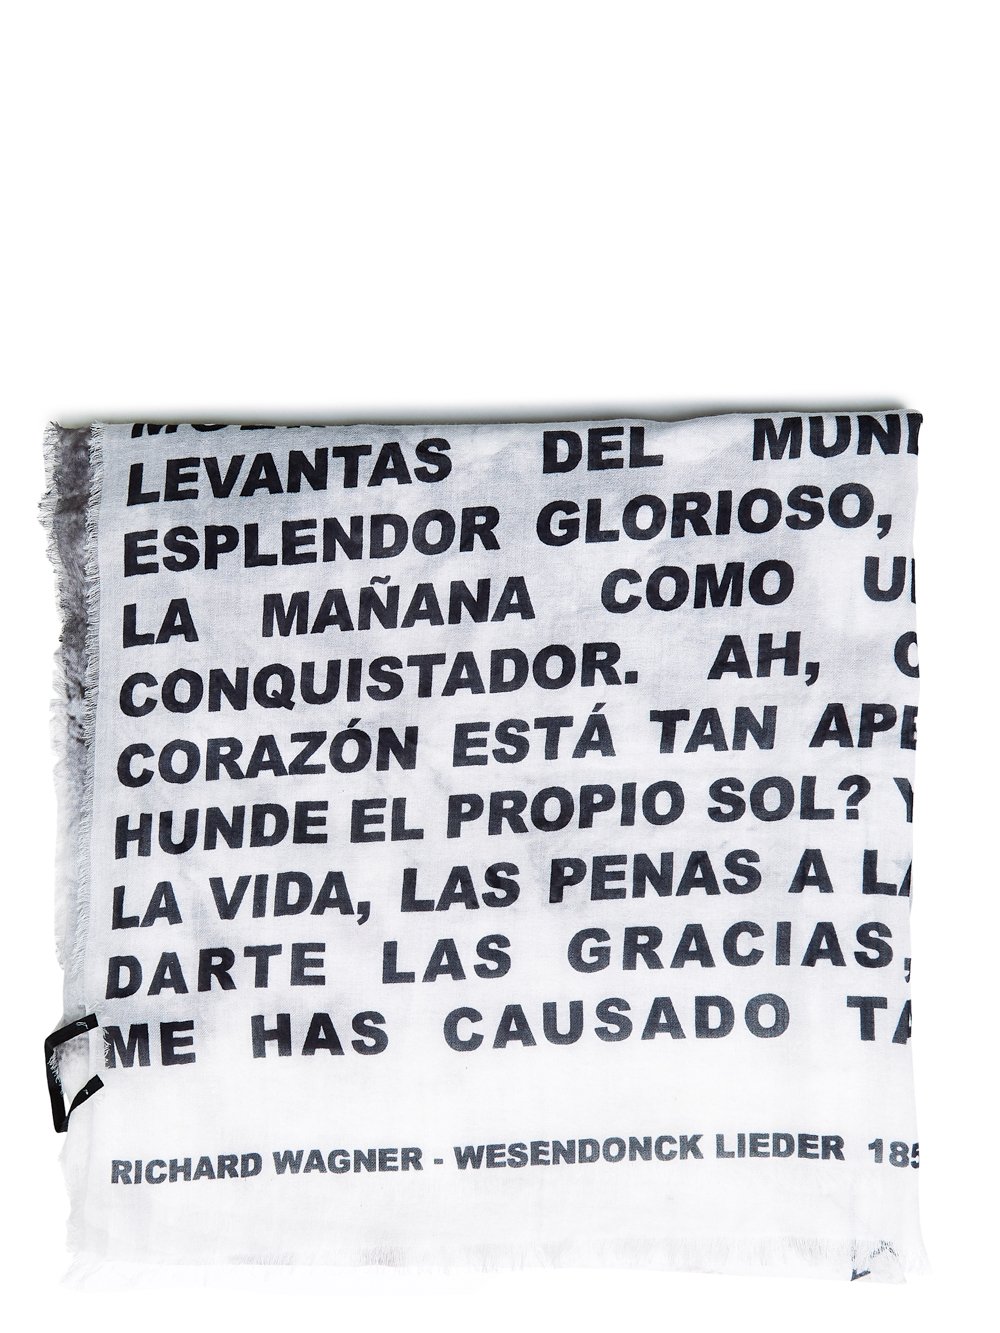 LEVANTAS DEL
ESPLENDOR GLORIOSO,
LA MAÑANA COMO
CONQUISTADOR. AH,
CORAZÓN ESTÁ TAN
HUNDE EL PROPIO SOL?
LA VIDA, LAS PENAS A
DARTE LAS GRACIAS,
ME HAS CAUSADO
RICHARD WAGNER - WESENDONCK LIEDER